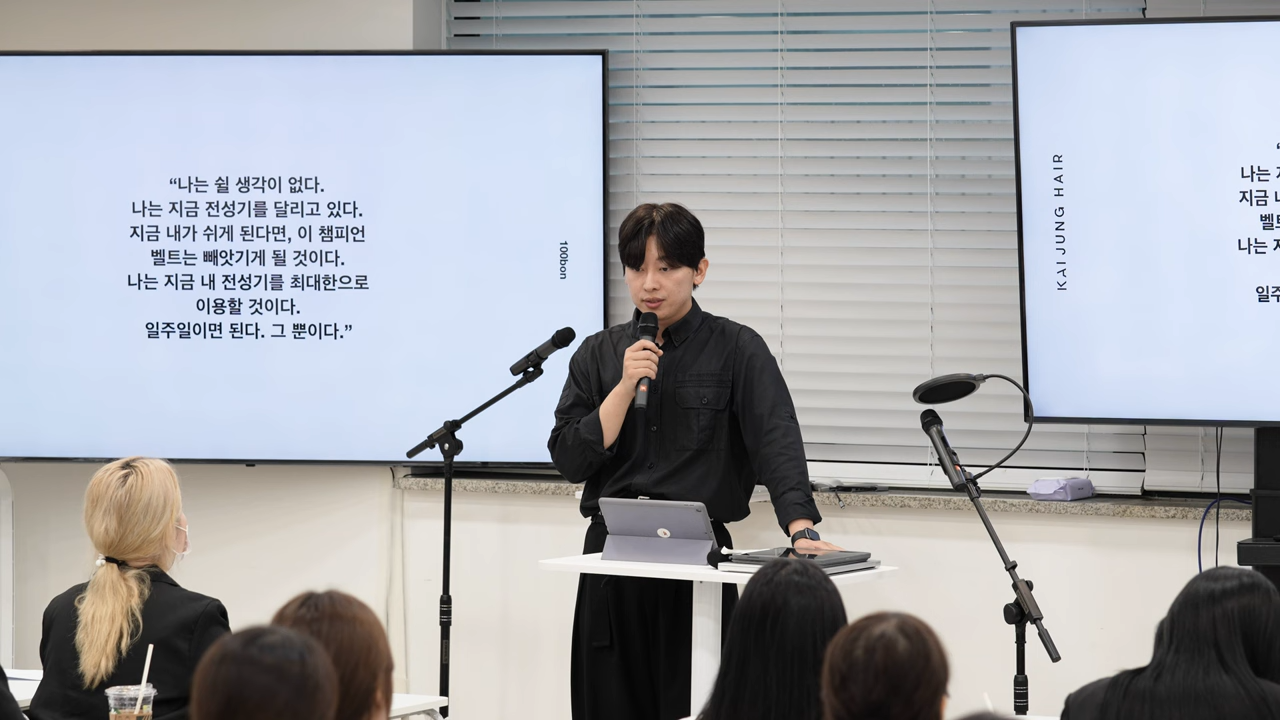 “나는 쉴 생각이 없다.
나는 지금 전성기를 달리고 있다.
지금 내가 쉬게 된다면, 이 챔피언
벨트는 빼앗기게 될 것이다.
나는 지금 내 전성기를 최대한으로
이용할 것이다.
일주일이면 된다. 그 뿐이다.”
100bon
KAI JUNG HAIR
“
나는
지금
나는
일주